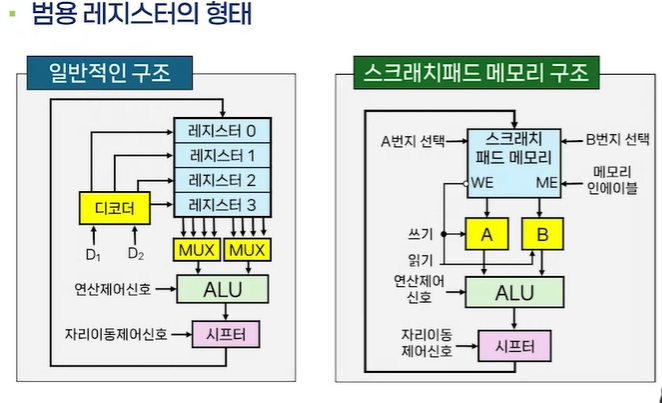 범용 레지스터의 형태
일반적인 구조
레지스터 0
레지스터 1
레지스터 2
레지스터 3
디코더
D₁
D₂
MUX
MUX
연산제어신호
ALU
자리이동제어신호
시프터
스크래치패드 메모리 구조
A번지 선택
스크래치
패드 메모리
WE
ME
B번지 선택
메모리
인에이블
쓰기
A
B
읽기
연산제어
신호
ALU
자리이동
제어신호
시프터